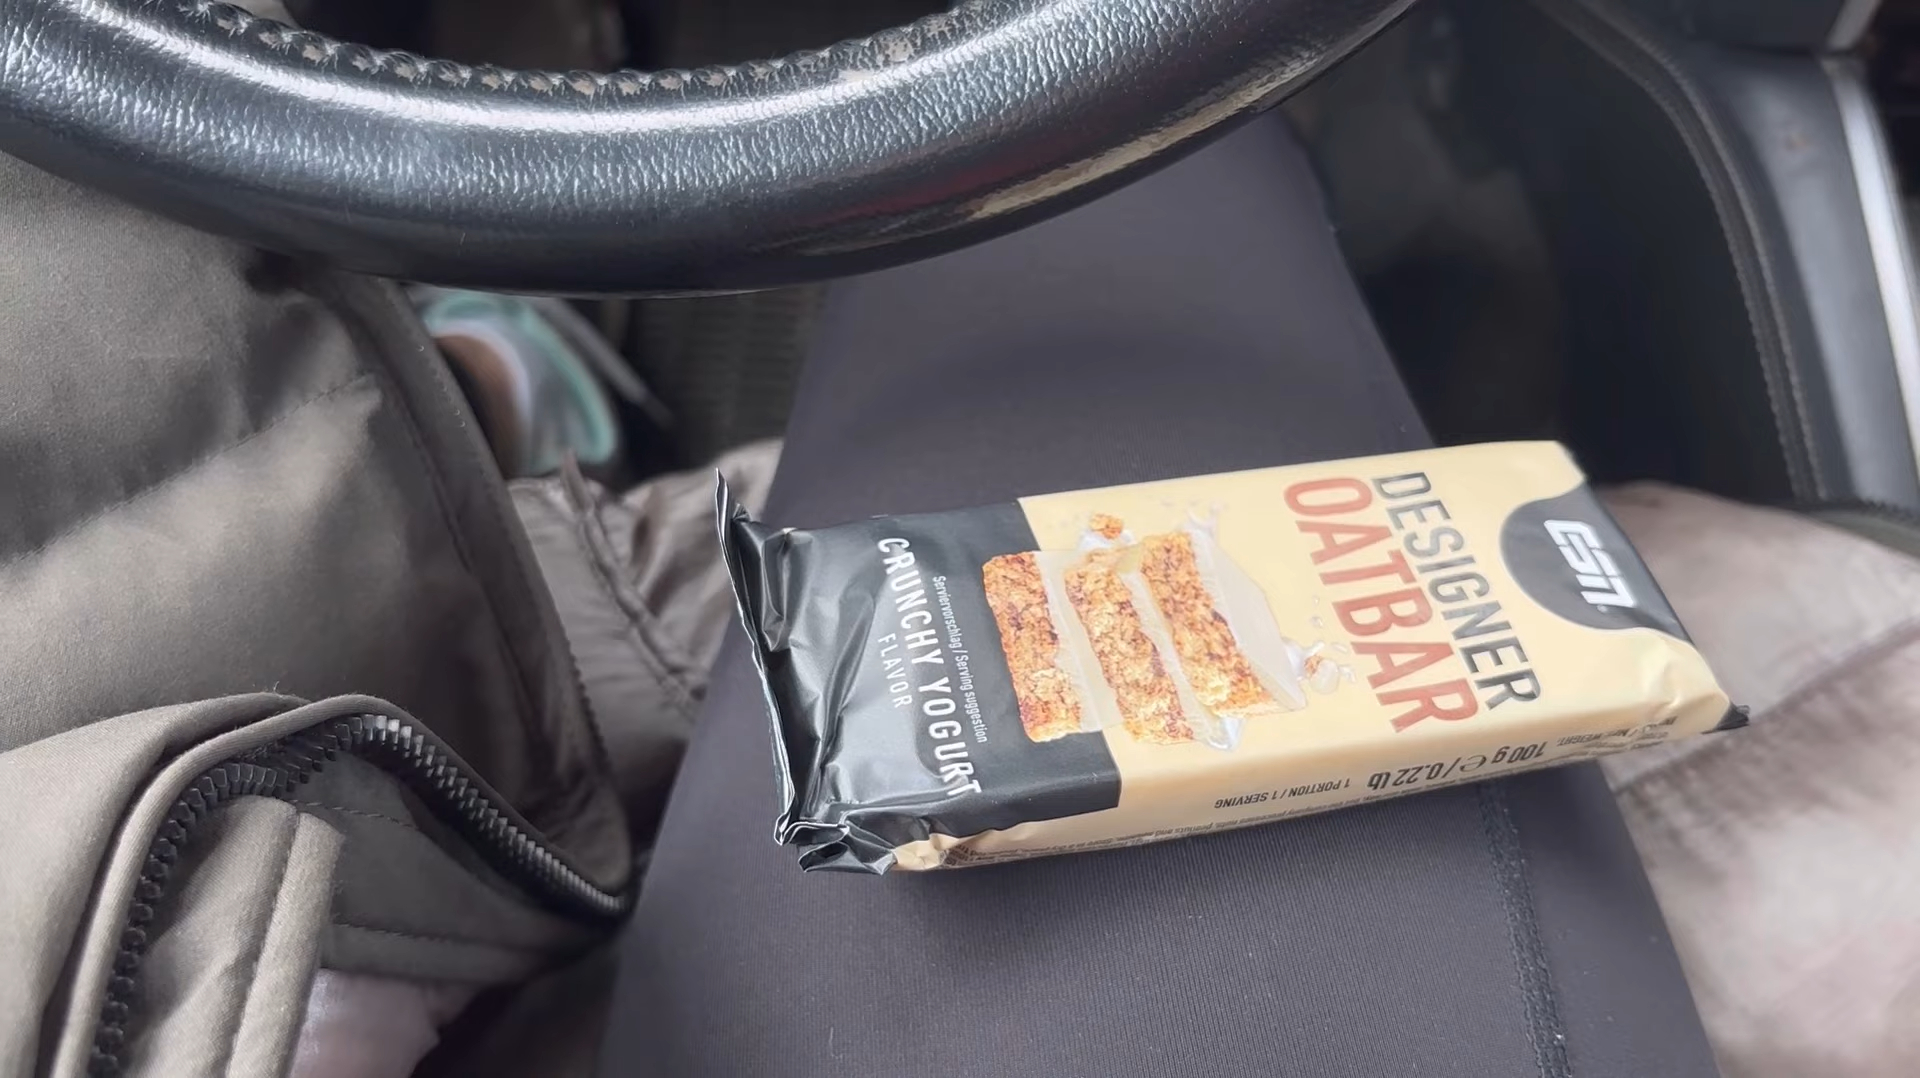 ESN
DESIGNER
OATBAR
Serviervorschlag / Serving suggestion
CRUNCHY YOGURT
FLAVOR
1 PORTION / 1 SERVING
100 g ℮ / 0.22 lb